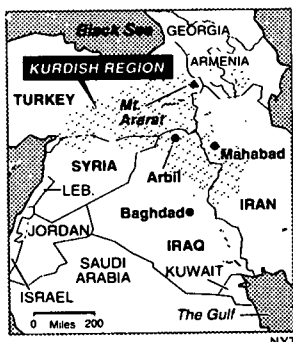 Black Sea
GEORGIA
ARMENIA
KURDISH REGION
TURKEY
Mt.
Ararat
Mahabad
SYRIA
Arbil
LEB.
Baghdad
IRAN
JORDAN
IRAQ
SAUDI
ARABIA
KUWAIT
ISRAEL
0 Miles 200
The Gulf
NYT